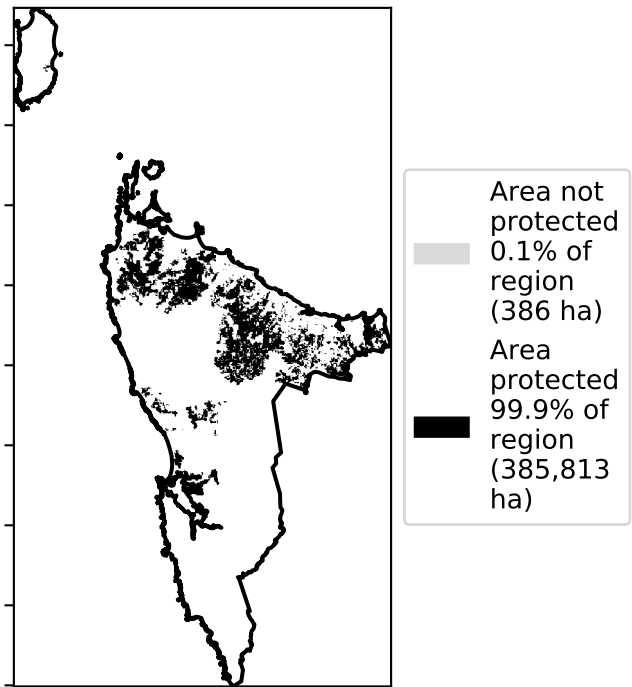 Area not
protected
0.1% of
region
(386 ha)
Area
protected
99.9% of
region
(385,813
ha)